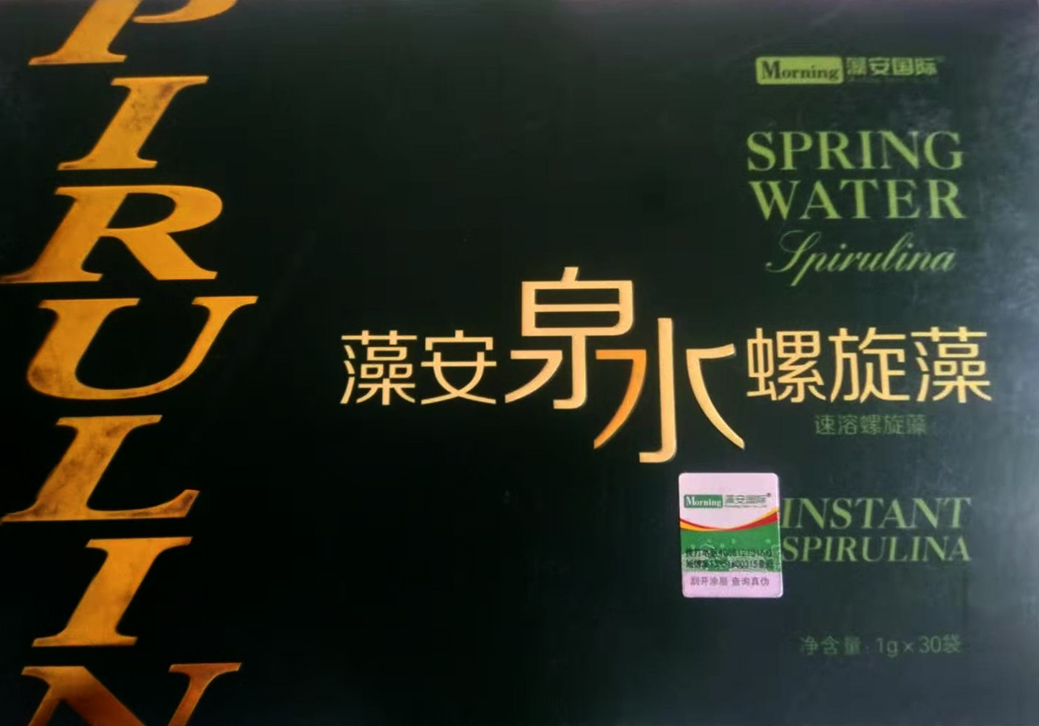 PIRULIN
Morning 藻安国际
SPRING
WATER
Spirulina
藻安泉水螺旋藻
速溶螺旋藻
Morning 藻安国际
刮开涂层 查询真伪
INSTANT
SPIRULINA
净含量:1g×30袋